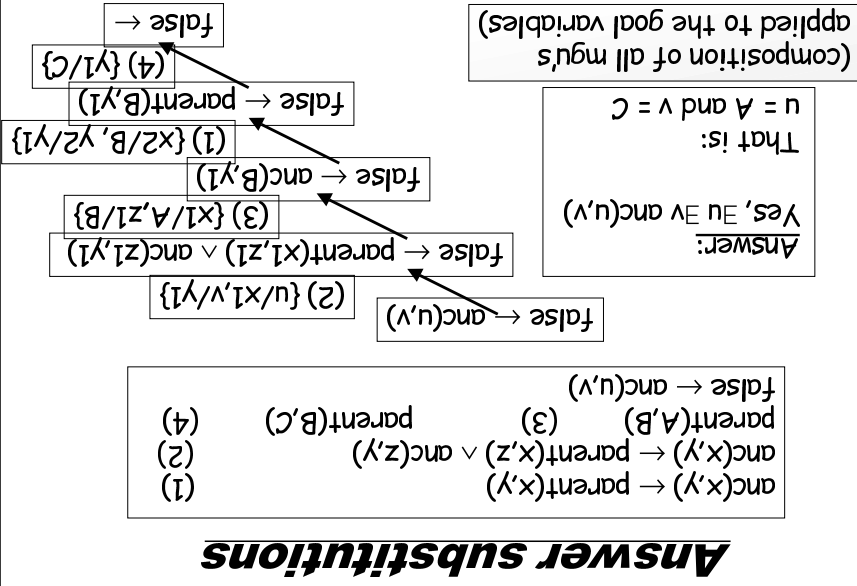 Answer substitutions
anc(x,y) ← parent(x,y) (1)
anc(x,y) ← parent(x,z) ∧ anc(z,y) (2)
parent(A,B) (3) parent(B,C) (4)
false ← anc(u,v)
false ← anc(u,v)
(2) {u/x1,v/y1}
false ← parent(x1,z1) ∧ anc(z1,y1)
(3) {x1/A,z1/B}
false ← anc(B,y1)
(1) {x2/B, y2/y1}
false ← parent(B,y1)
(4) {y1/C}
false ←
Answer:
Yes, ∃u ∃v anc(u,v)
That is:
u = A and v = C
(composition of all mgu's
applied to the goal variables)